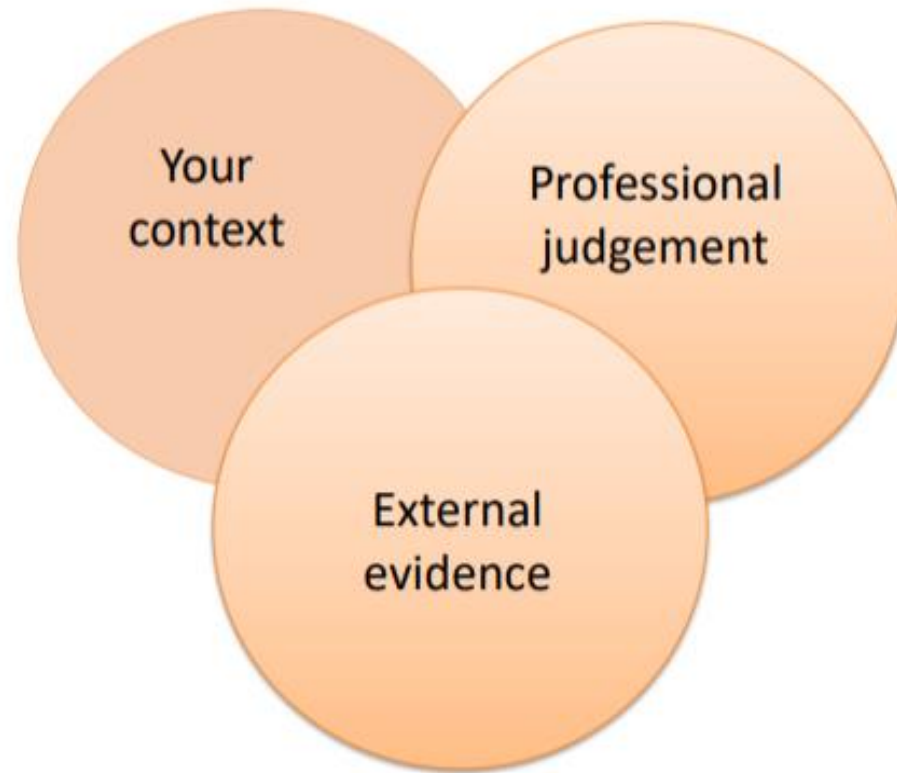 Your
context
Professional
judgement
External
evidence